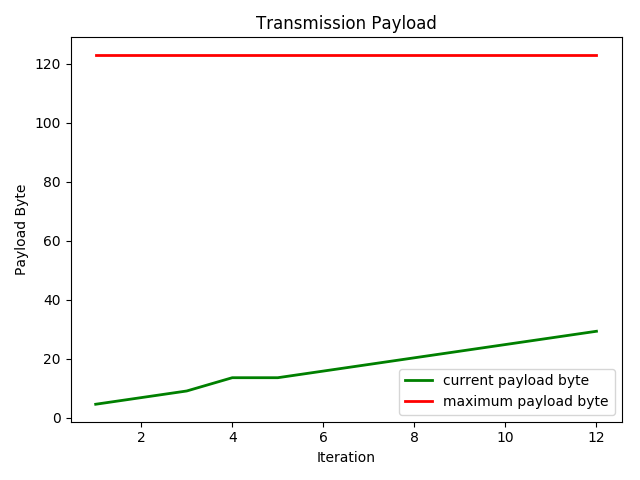 Transmission Payload
120
100
80
60
40
20
0
Payload Byte
current payload byte
maximum payload byte
2 4 6 8 10 12
Iteration